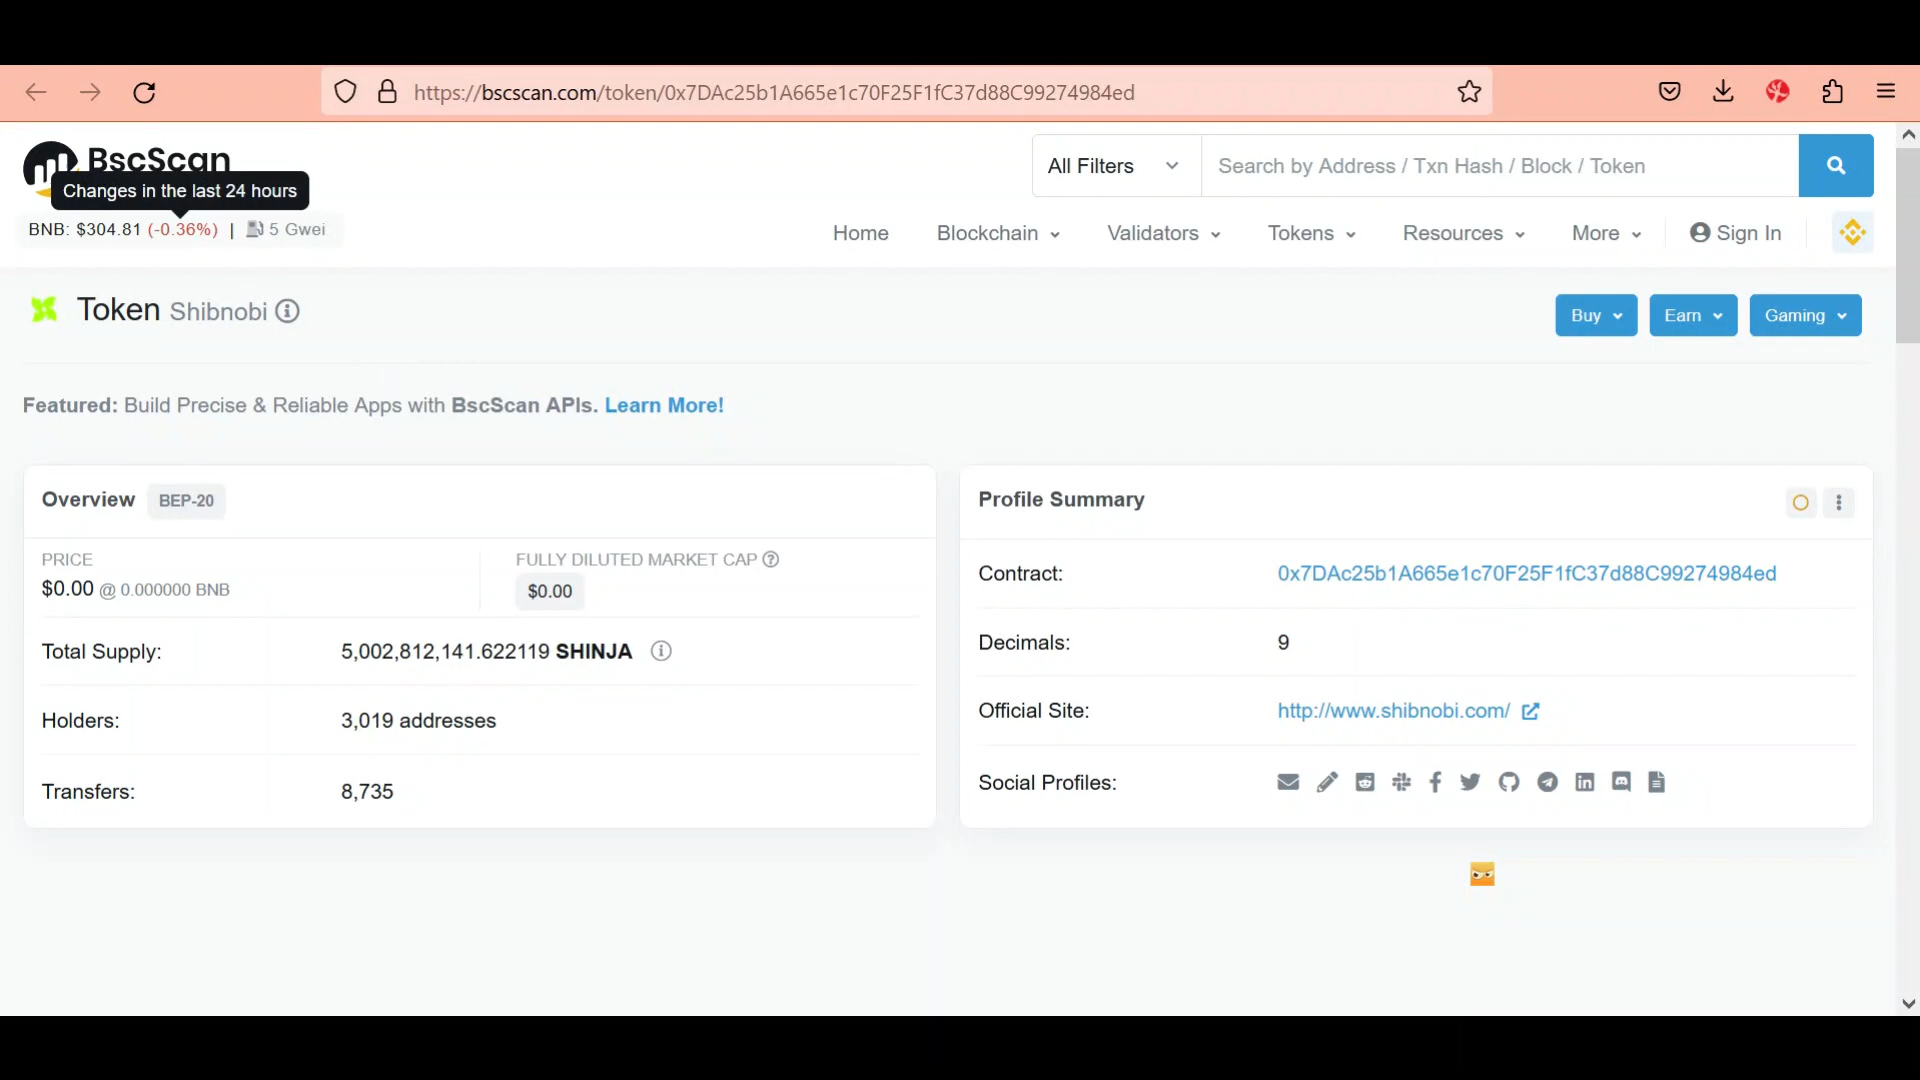 https://bscscan.com/token/0x7DAc25b1A665e1c70F25F1fC37d88C99274984ed
BscScan
All Filters
Search by Address / Txn Hash / Block / Token
Changes in the last 24 hours
BNB: $304.81 (-0.36%) | 5 Gwei
Home Blockchain Validators Tokens Resources More Sign In
Token Shibnobi
Buy Earn Gaming
Featured: Build Precise & Reliable Apps with BscScan APIs. Learn More!
Overview BEP-20
PRICE
$0.00 @ 0.000000 BNB
FULLY DILUTED MARKET CAP
$0.00
Total Supply: 5,002,812,141.622119 SHINJA
Holders: 3,019 addresses
Transfers: 8,735
Profile Summary
Contract: 0x7DAc25b1A665e1c70F25F1fC37d88C99274984ed
Decimals: 9
Official Site: http://www.shibnobi.com/
Social Profiles: